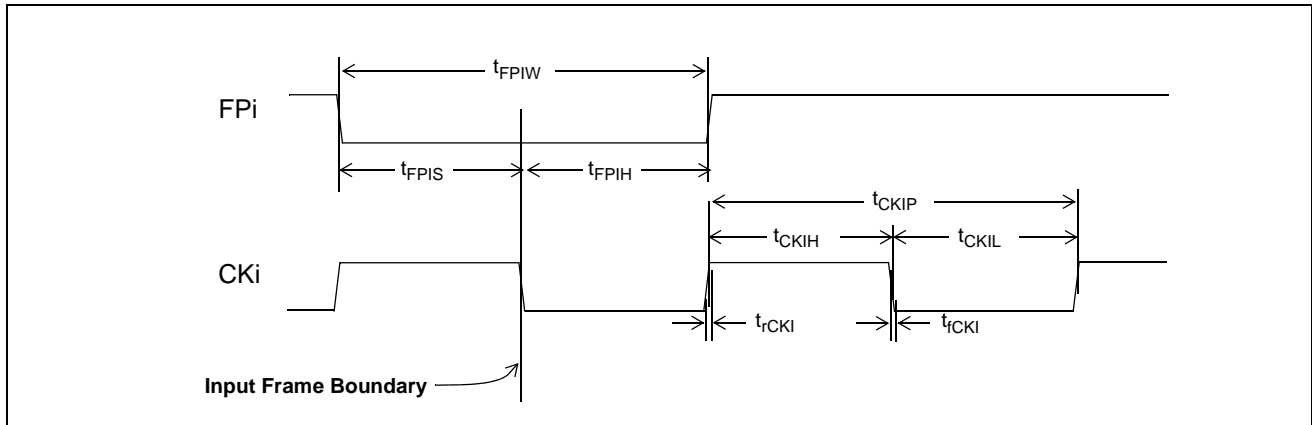 tFPIW
FPi
tFPIS
tFPIH
tCKIP
tCKIH
tCKIL
CKi
trCKI
tfCKI
Input Frame Boundary